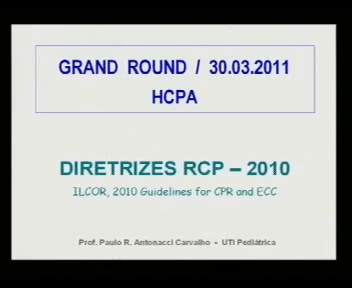 GRAND ROUND / 30.03.2011
HCPA
DIRETRIZES RCP – 2010
ILCOR, 2010 Guidelines for CPR and ECC
Prof. Paulo R. Antonacci Carvalho - UTI Pediátrica